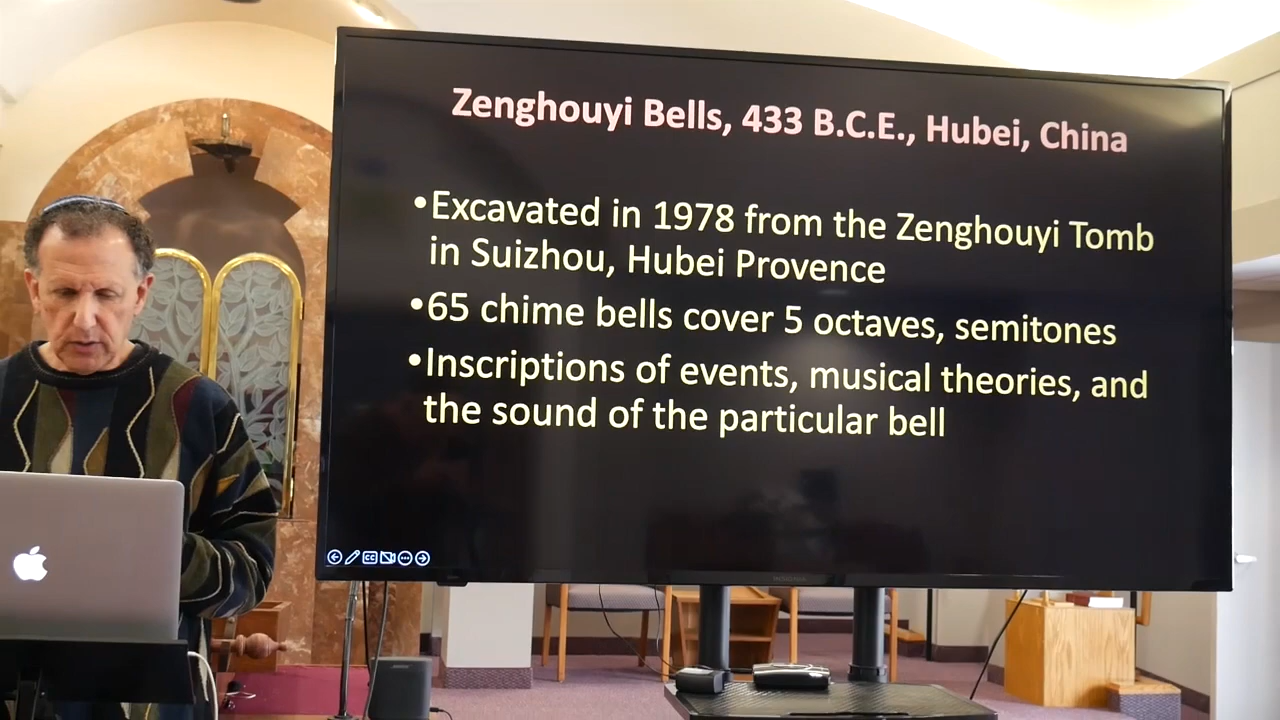 Zenghouyi Bells, 433 B.C.E., Hubei, China
•Excavated in 1978 from the Zenghouyi Tomb
in Suizhou, Hubei Provence
•65 chime bells cover 5 octaves, semitones
•Inscriptions of events, musical theories, and
the sound of the particular bell
CC